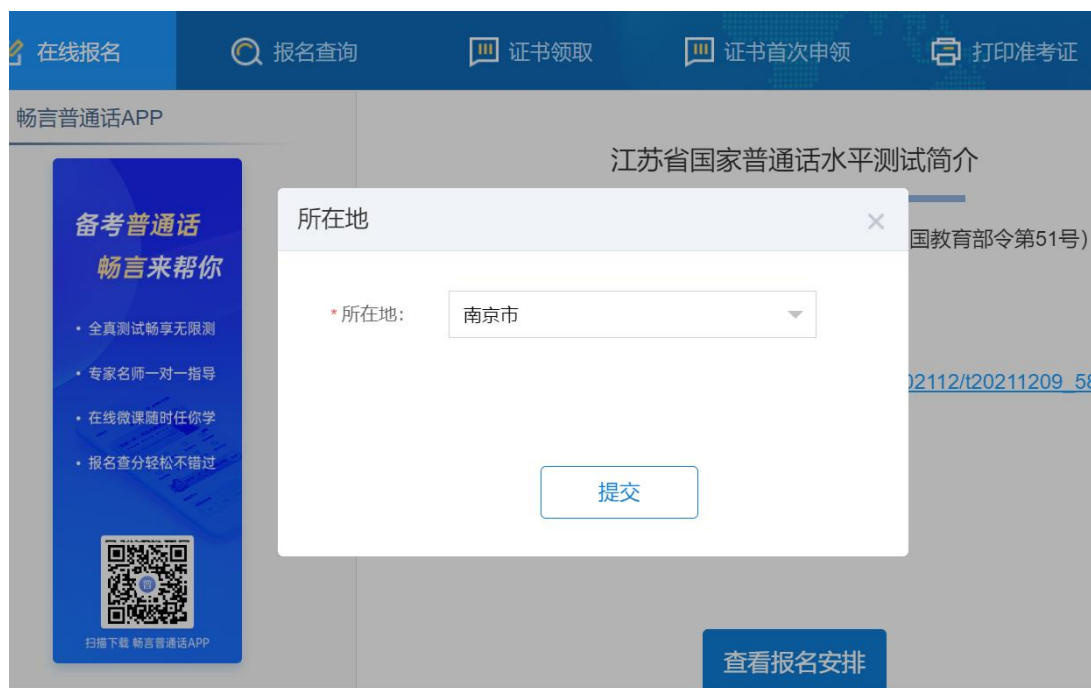 在线报名
报名查询
证书领取
证书首次申领
打印准考证
畅言普通话APP
备考普通话
畅言来帮你
· 全真测试畅享无限测
· 专家名师一对一指导
· 在线微课随时任你学
· 报名查分轻松不错过
普
扫描下载 畅言普通话APP
江苏省国家普通话水平测试简介
国教育部令第51号)
02112/t20211209_58
所在地
×
*所在地:
南京市
提交
查看报名安排